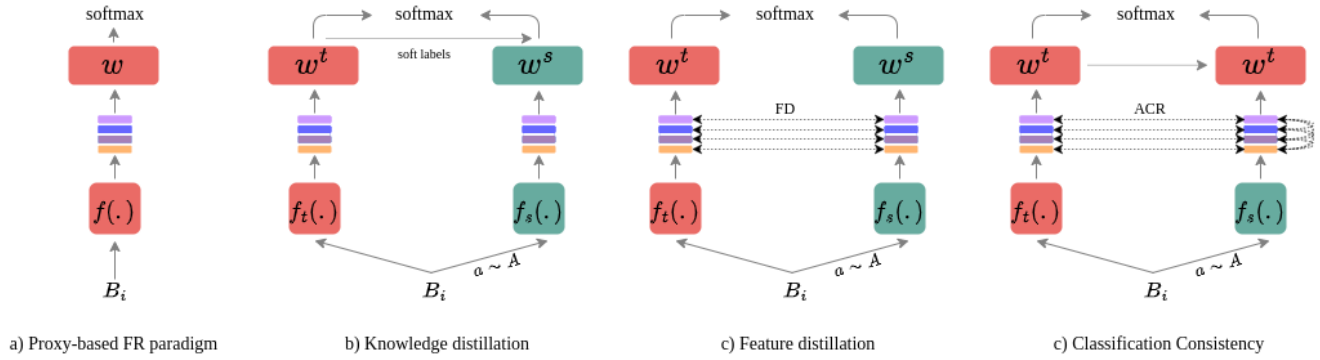 softmax
w
f(.)
B_i
a) Proxy-based FR paradigm
softmax
soft labels
w^t
w^s
f_t(.)
f_s(.)
a ~ A
B_i
b) Knowledge distillation
softmax
w^t
w^s
FD
f_t(.)
f_s(.)
a ~ A
B_i
c) Feature distillation
softmax
w^t
w^t
ACR
f_t(.)
f_s(.)
a ~ A
B_i
c) Classification Consistency